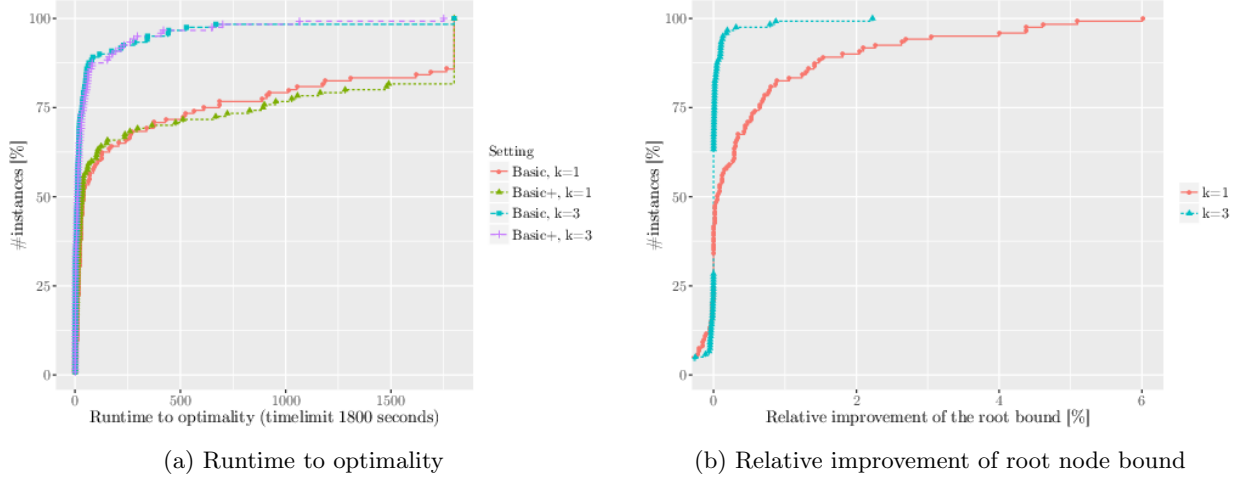 100
75
50
25
0
#instances [%]
0
500
1000
1500
Runtime to optimality (timelimit 1800 seconds)
Setting
Basic, k=1
Basic+, k=1
Basic, k=3
Basic+, k=3
(a) Runtime to optimality
100
75
50
25
0
#instances [%]
0
2
4
6
Relative improvement of the root bound [%]
k=1
k=3
(b) Relative improvement of root node bound